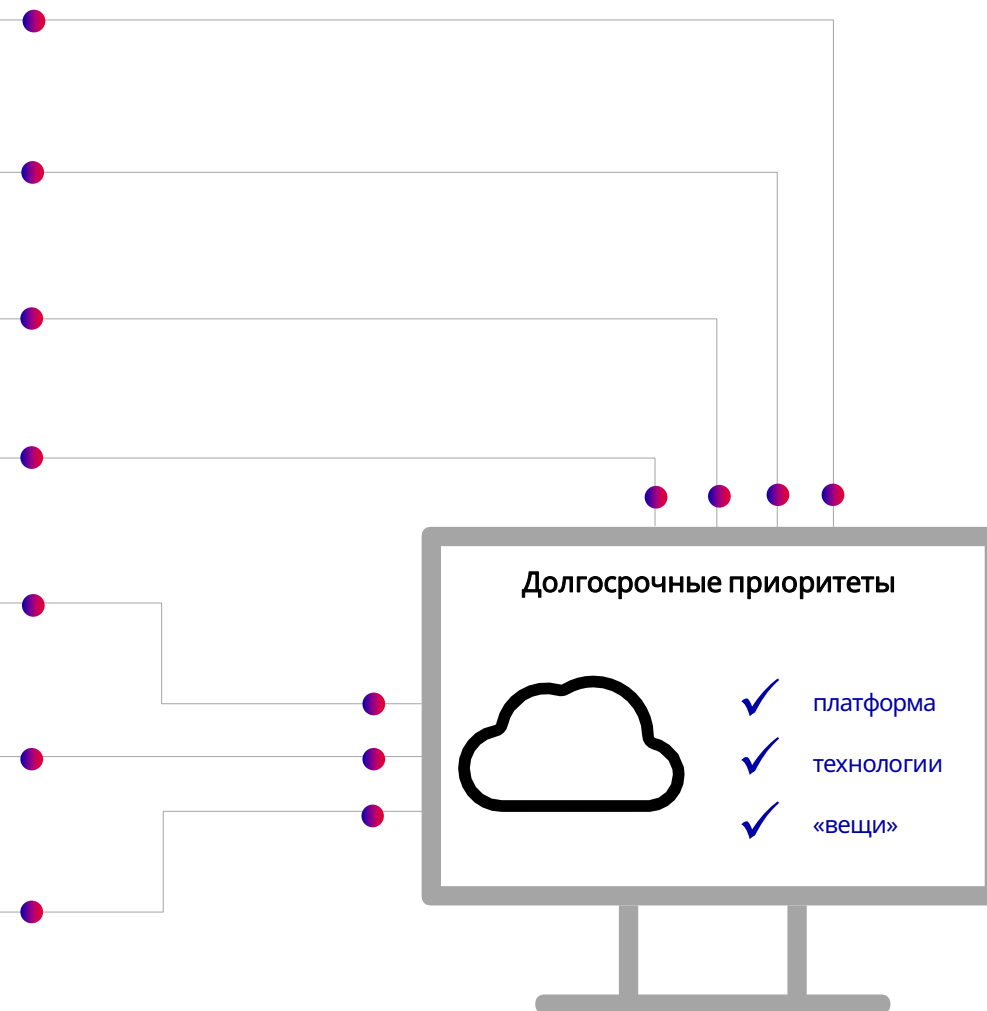 Долгосрочные приоритеты
платформа
технологии
«вещи»